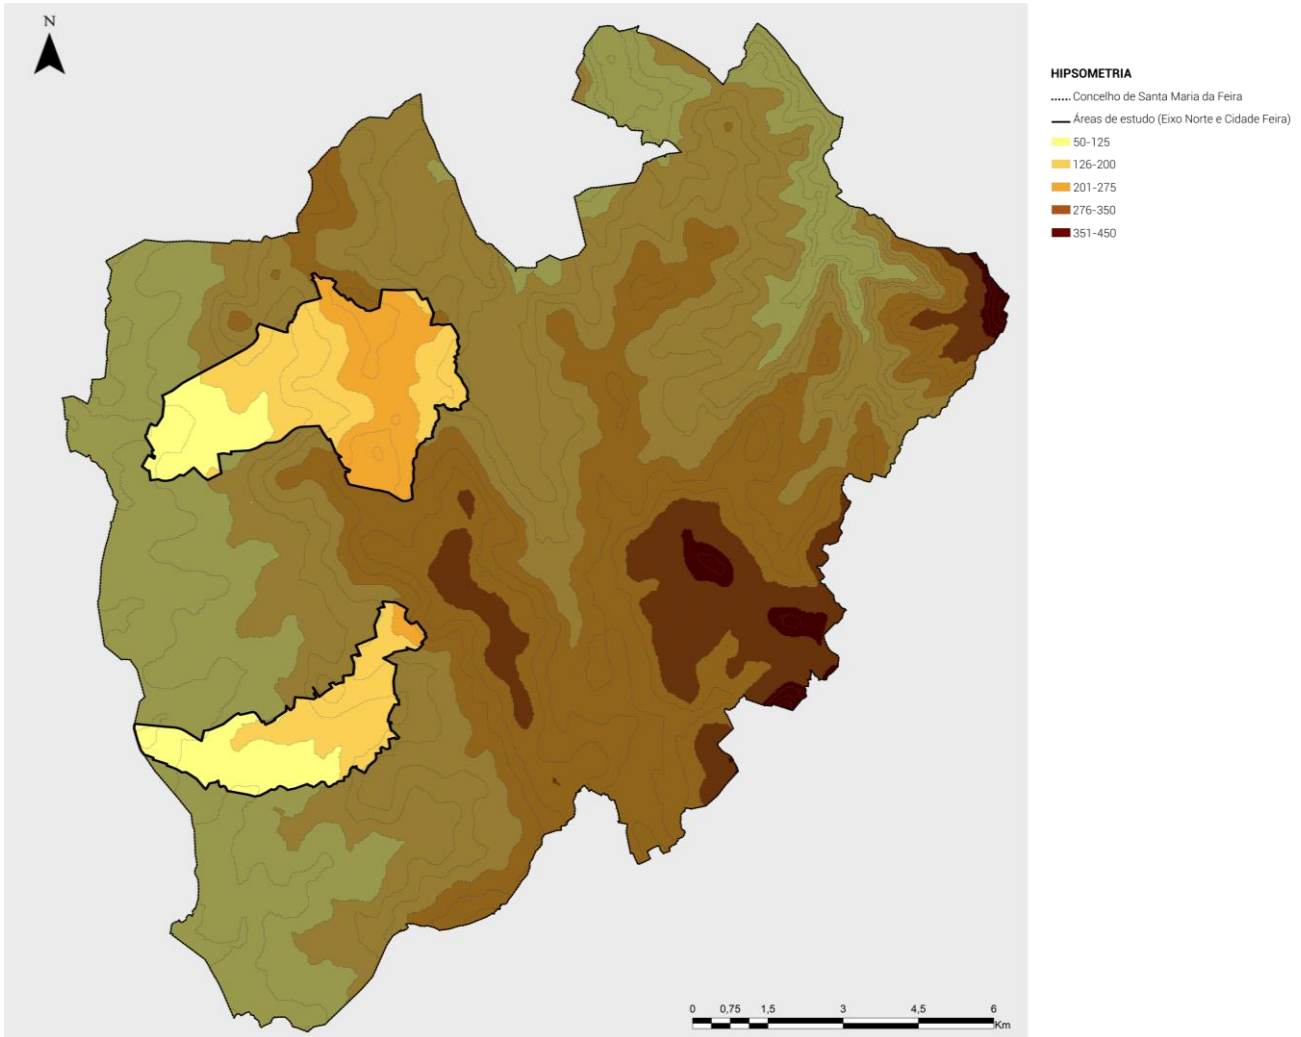 N
HIPSOMETRIA
Concelho de Santa Maria da Feira
Áreas de estudo (Eixo Norte e Cidade Feira)
50-125
126-200
201-275
276-350
351-450
0 0,75 1,5 3 4,5 6
Km